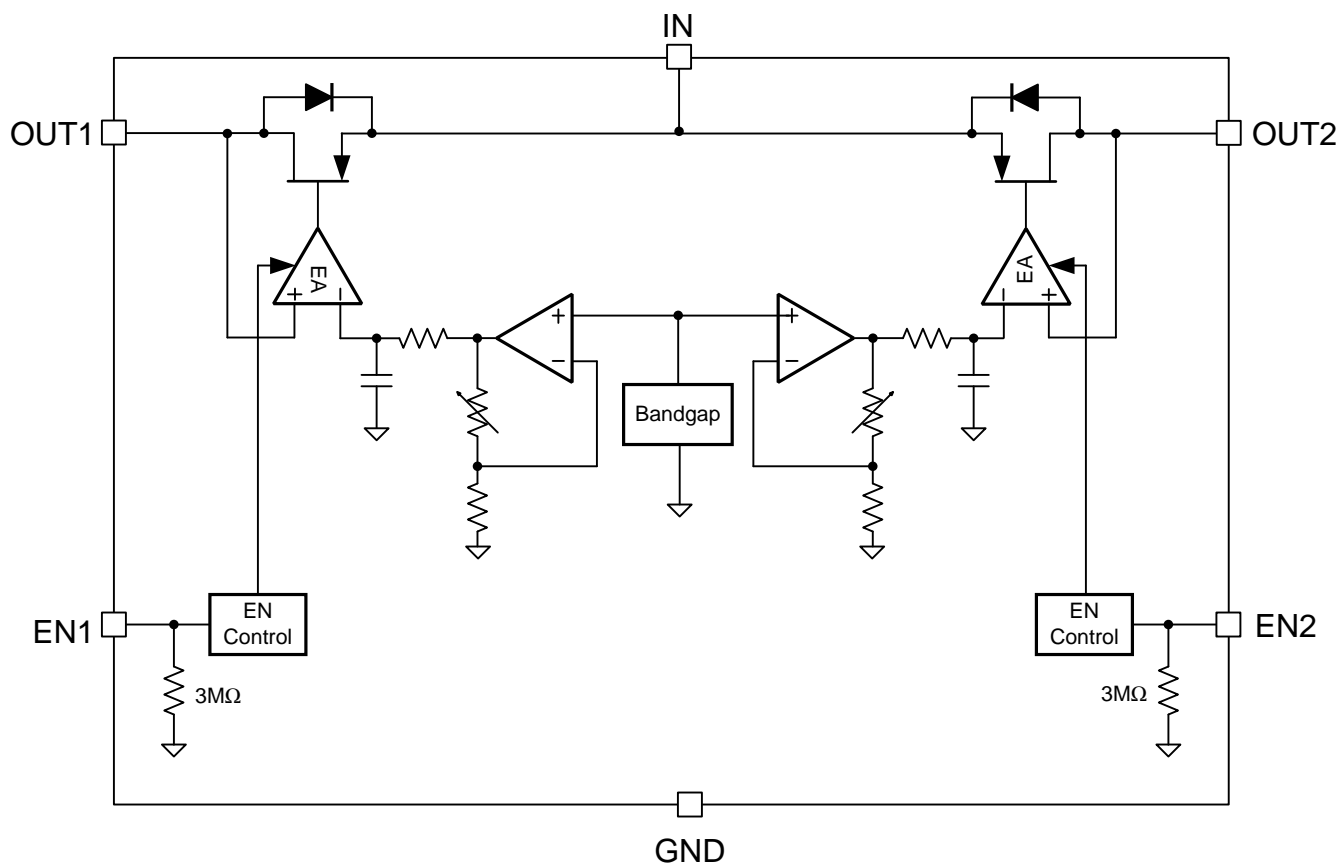 IN
OUT1
OUT2
EA
EA
+
−
−
+
+
−
+
−
Bandgap
EN1
EN
Control
EN
Control
EN2
3MΩ
3MΩ
GND